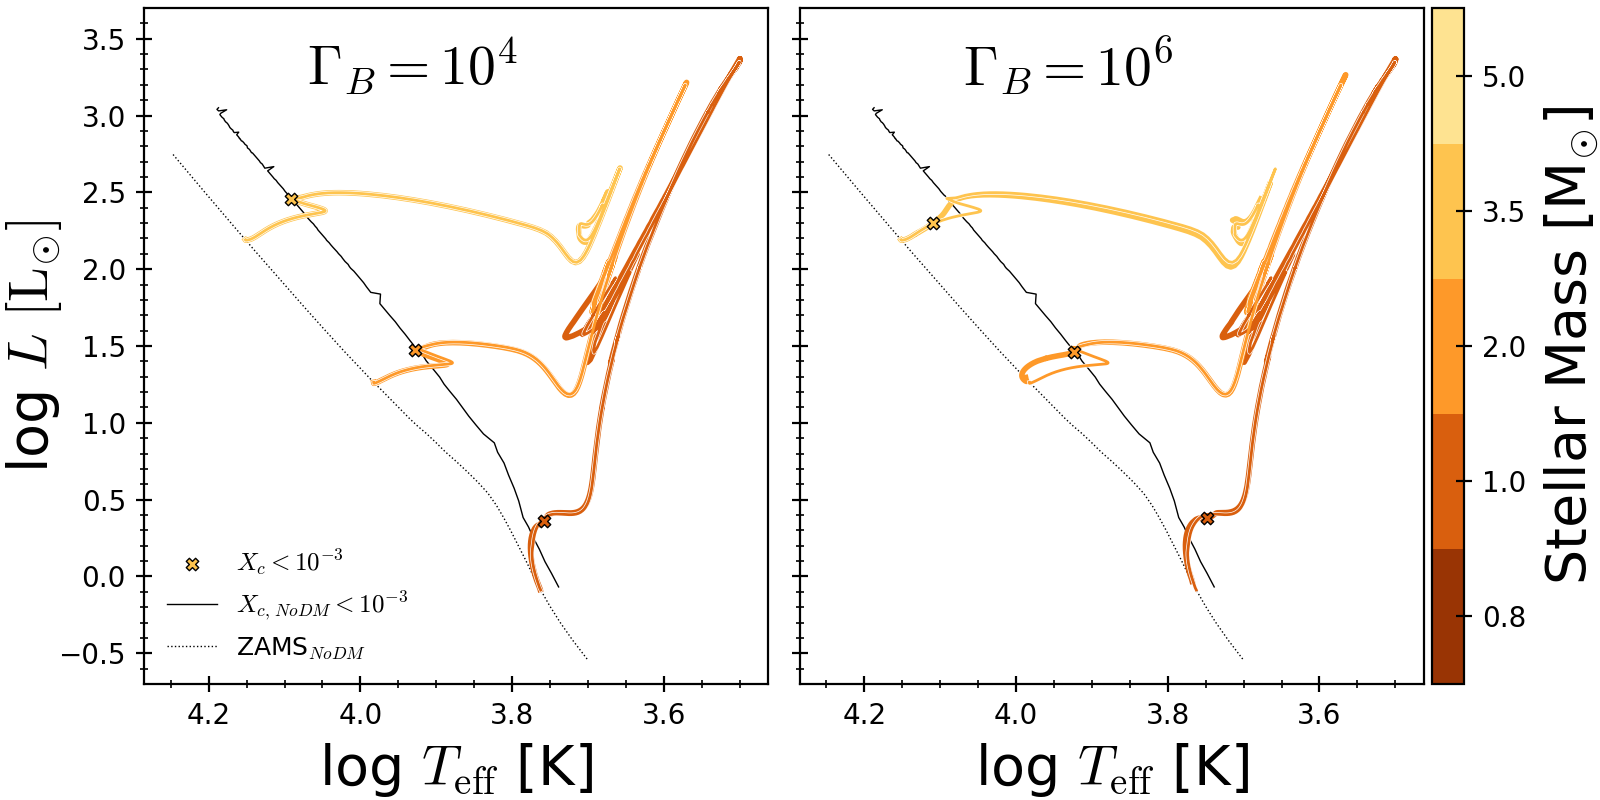 Γ_B = 10^4
Γ_B = 10^6
log L [L_⊙]
3.5
3.0
2.5
2.0
1.5
1.0
0.5
0.0
−0.5
X_c < 10^−3
X_c, NoDM < 10^−3
ZAMS_NoDM
4.2 4.0 3.8 3.6
4.2 4.0 3.8 3.6
log T_eff [K]
log T_eff [K]
5.0
3.5
2.0
1.0
0.8
Stellar Mass [M_⊙]